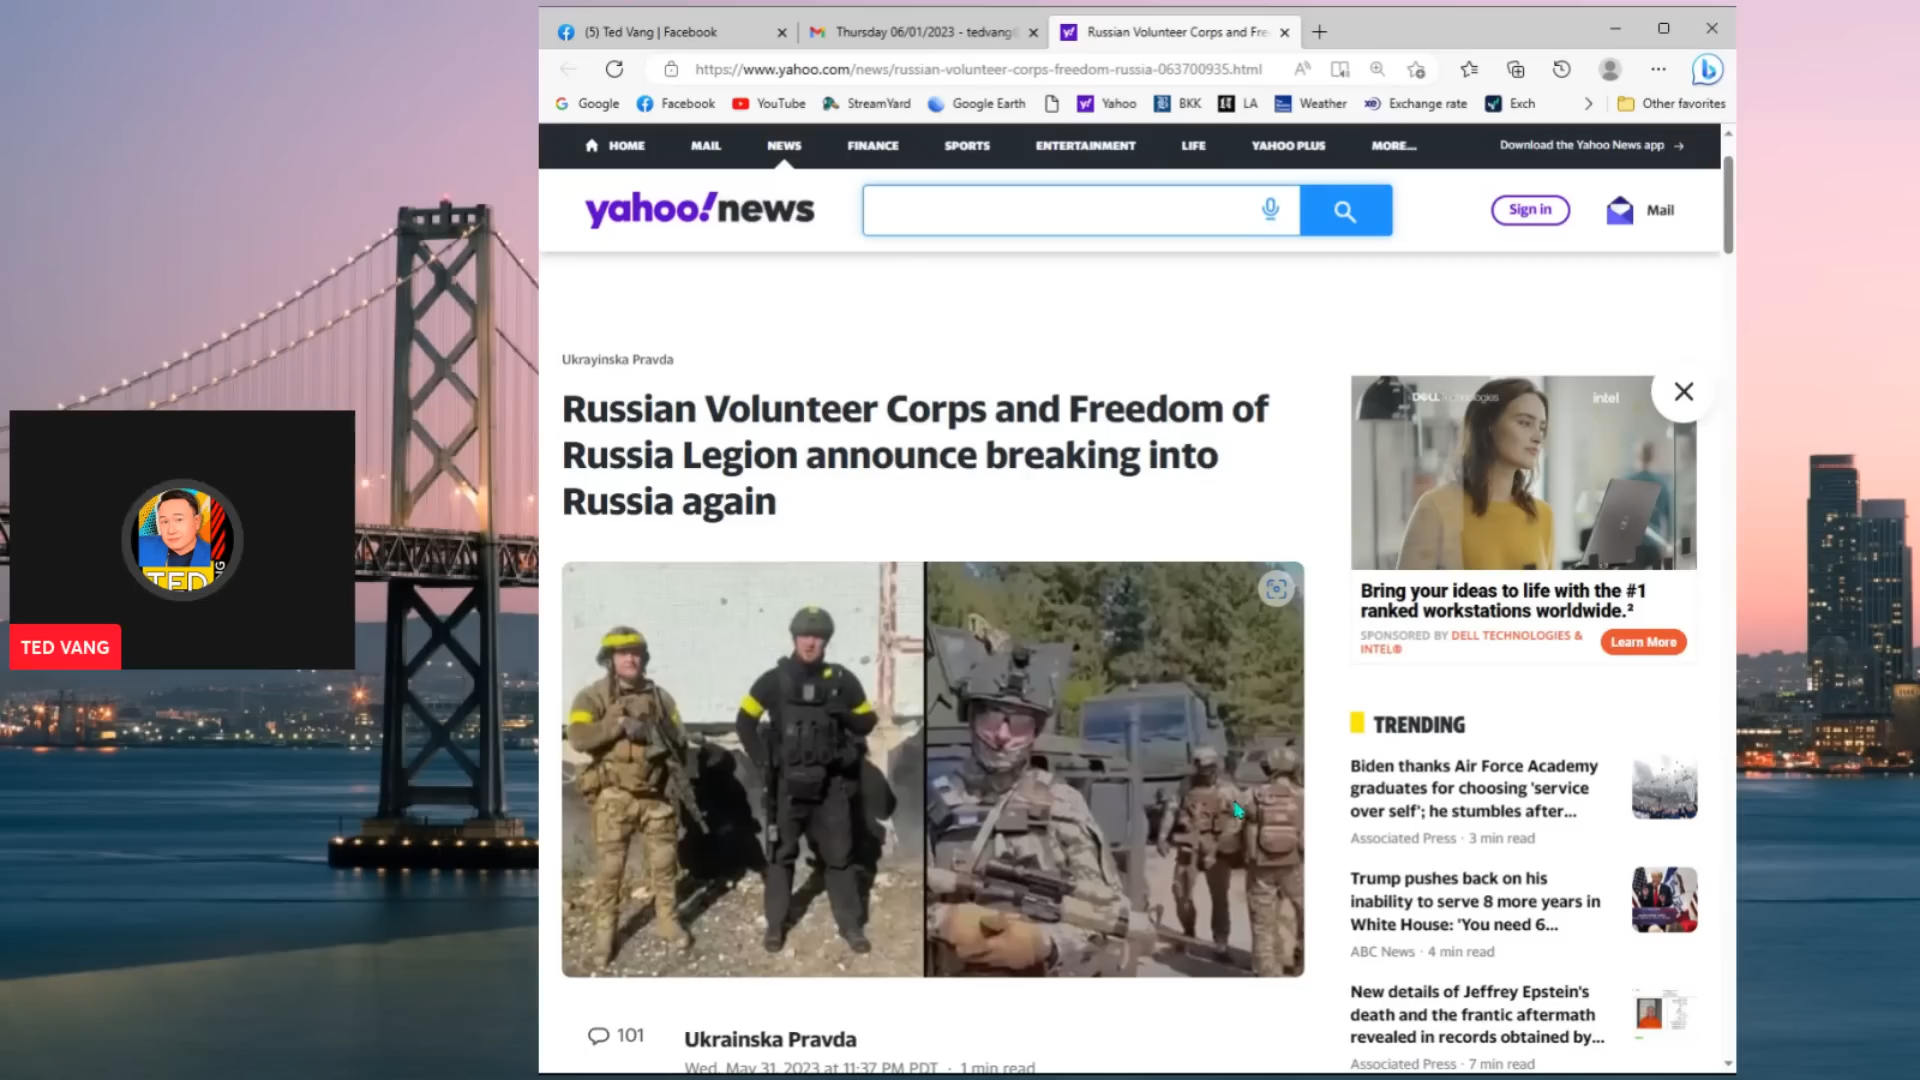 (5) Ted Vang | Facebook
Thursday 06/01/2023 - tedvang
Russian Volunteer Corps and Fre
https://www.yahoo.com/news/russian-volunteer-corps-freedom-russia-063700935.html
Google
Facebook
YouTube
StreamYard
Google Earth
Yahoo
BKK
LA
Weather
Exchange rate
Exch
Other favorites
HOME
MAIL
NEWS
FINANCE
SPORTS
ENTERTAINMENT
LIFE
YAHOO PLUS
MORE...
Download the Yahoo News app →
yahoo!news
Sign in
Mail
Ukrayinska Pravda
Russian Volunteer Corps and Freedom of
Russia Legion announce breaking into
Russia again
DELL Technologies
intel
Bring your ideas to life with the #1
ranked workstations worldwide.²
SPONSORED BY DELL TECHNOLOGIES &
INTEL®
Learn More
TED
TED VANG
TRENDING
Biden thanks Air Force Academy
graduates for choosing 'service
over self'; he stumbles after...
Associated Press · 3 min read
Trump pushes back on his
inability to serve 8 more years in
White House: 'You need 6...
ABC News · 4 min read
New details of Jeffrey Epstein's
death and the frantic aftermath
revealed in records obtained by...
Associated Press · 7 min read
101
Ukrainska Pravda
Wed, May 31, 2023 at 11:37 PM PDT · 1 min read